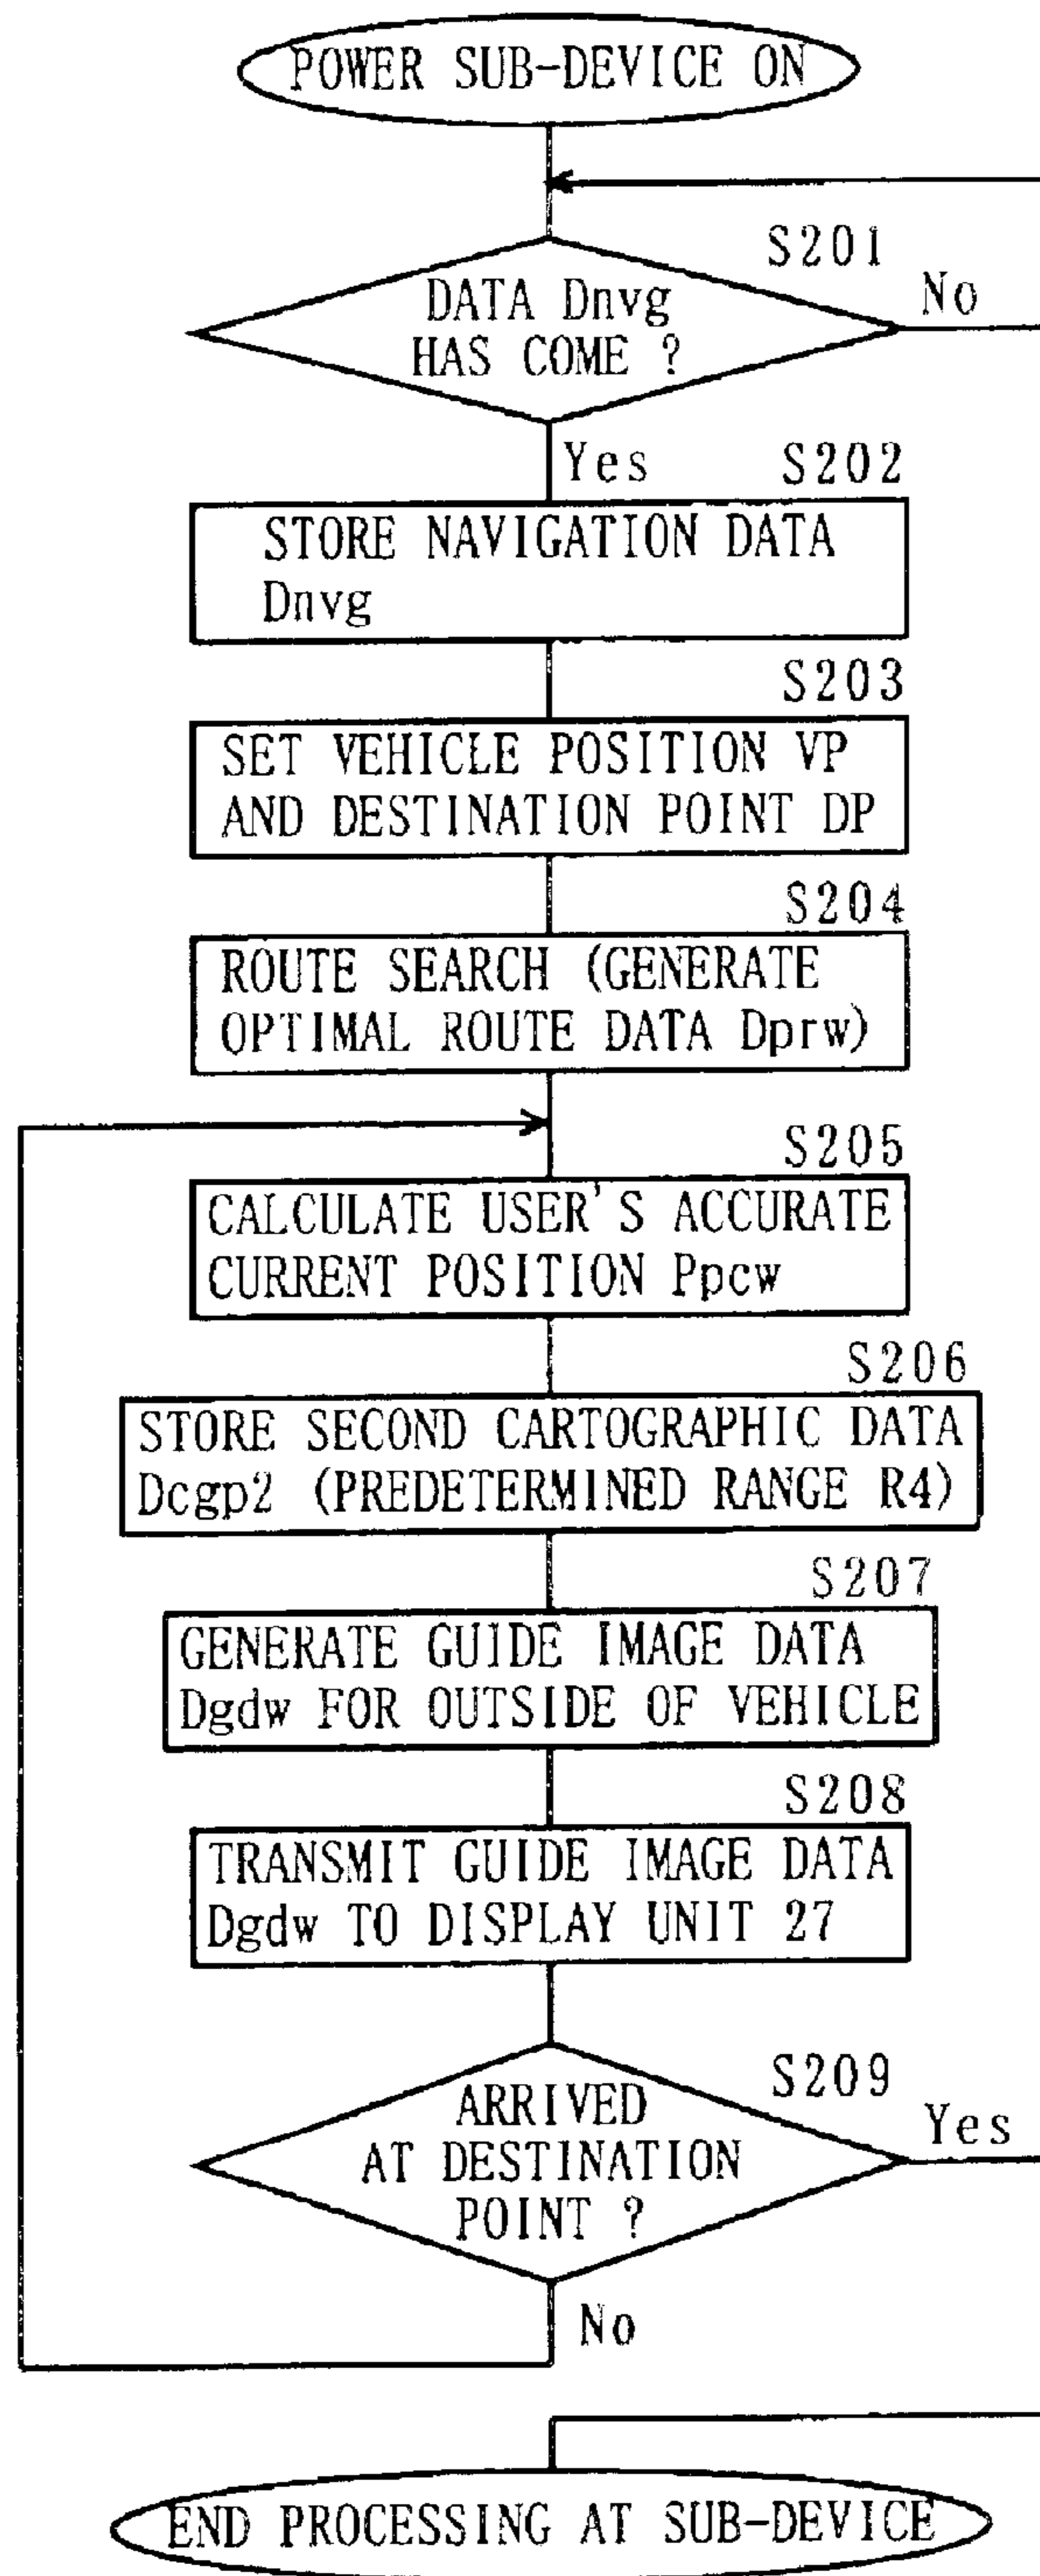 POWER SUB-DEVICE ON
S201
DATA Dnvg
HAS COME ?
No
Yes
S202
STORE NAVIGATION DATA
Dnvg
S203
SET VEHICLE POSITION VP
AND DESTINATION POINT DP
S204
ROUTE SEARCH (GENERATE
OPTIMAL ROUTE DATA Dprw)
S205
CALCULATE USER'S ACCURATE
CURRENT POSITION Ppcw
S206
STORE SECOND CARTOGRAPHIC DATA
Dcgp2 (PREDETERMINED RANGE R4)
S207
GENERATE GUIDE IMAGE DATA
Dgdw FOR OUTSIDE OF VEHICLE
S208
TRANSMIT GUIDE IMAGE DATA
Dgdw TO DISPLAY UNIT 27
S209
ARRIVED
AT DESTINATION
POINT ?
Yes
No
END PROCESSING AT SUB-DEVICE